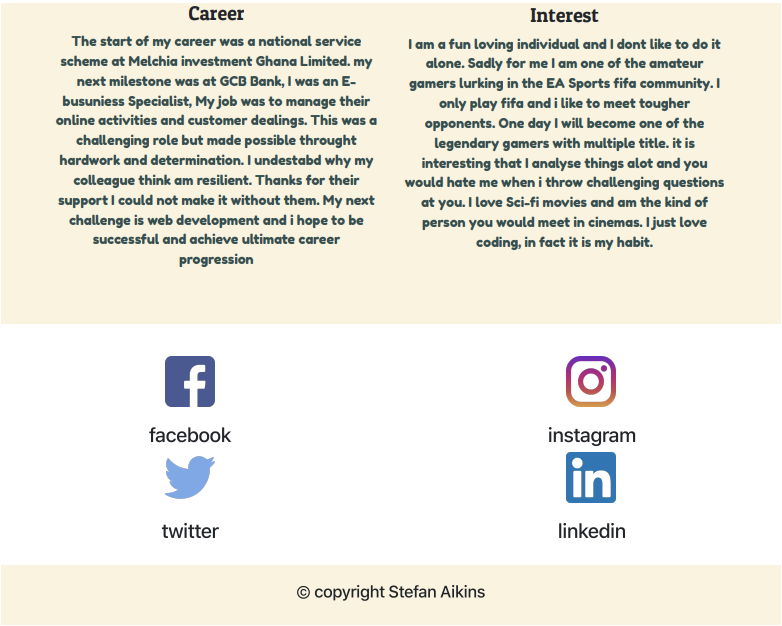 Career
The start of my career was a national service
scheme at Melchia investment Ghana Limited. my
next milestone was at GCB Bank, I was an E-
busuniess Specialist, My job was to manage their
online activities and customer dealings. This was a
challenging role but made possible throught
hardwork and determination. I undestabd why my
colleague think am resilient. Thanks for their
support I could not make it without them. My next
challenge is web development and i hope to be
successful and achieve ultimate career
progression
Interest
I am a fun loving individual and I dont like to do it
alone. Sadly for me I am one of the amateur
gamers lurking in the EA Sports fifa community. I
only play fifa and i like to meet tougher
opponents. One day I will become one of the
legendary gamers with multiple title. it is
interesting that I analyse things alot and you
would hate me when i throw challenging questions
at you. I love Sci-fi movies and am the kind of
person you would meet in cinemas. I just love
coding, in fact it is my habit.
facebook
instagram
twitter
linkedin
© copyright Stefan Aikins